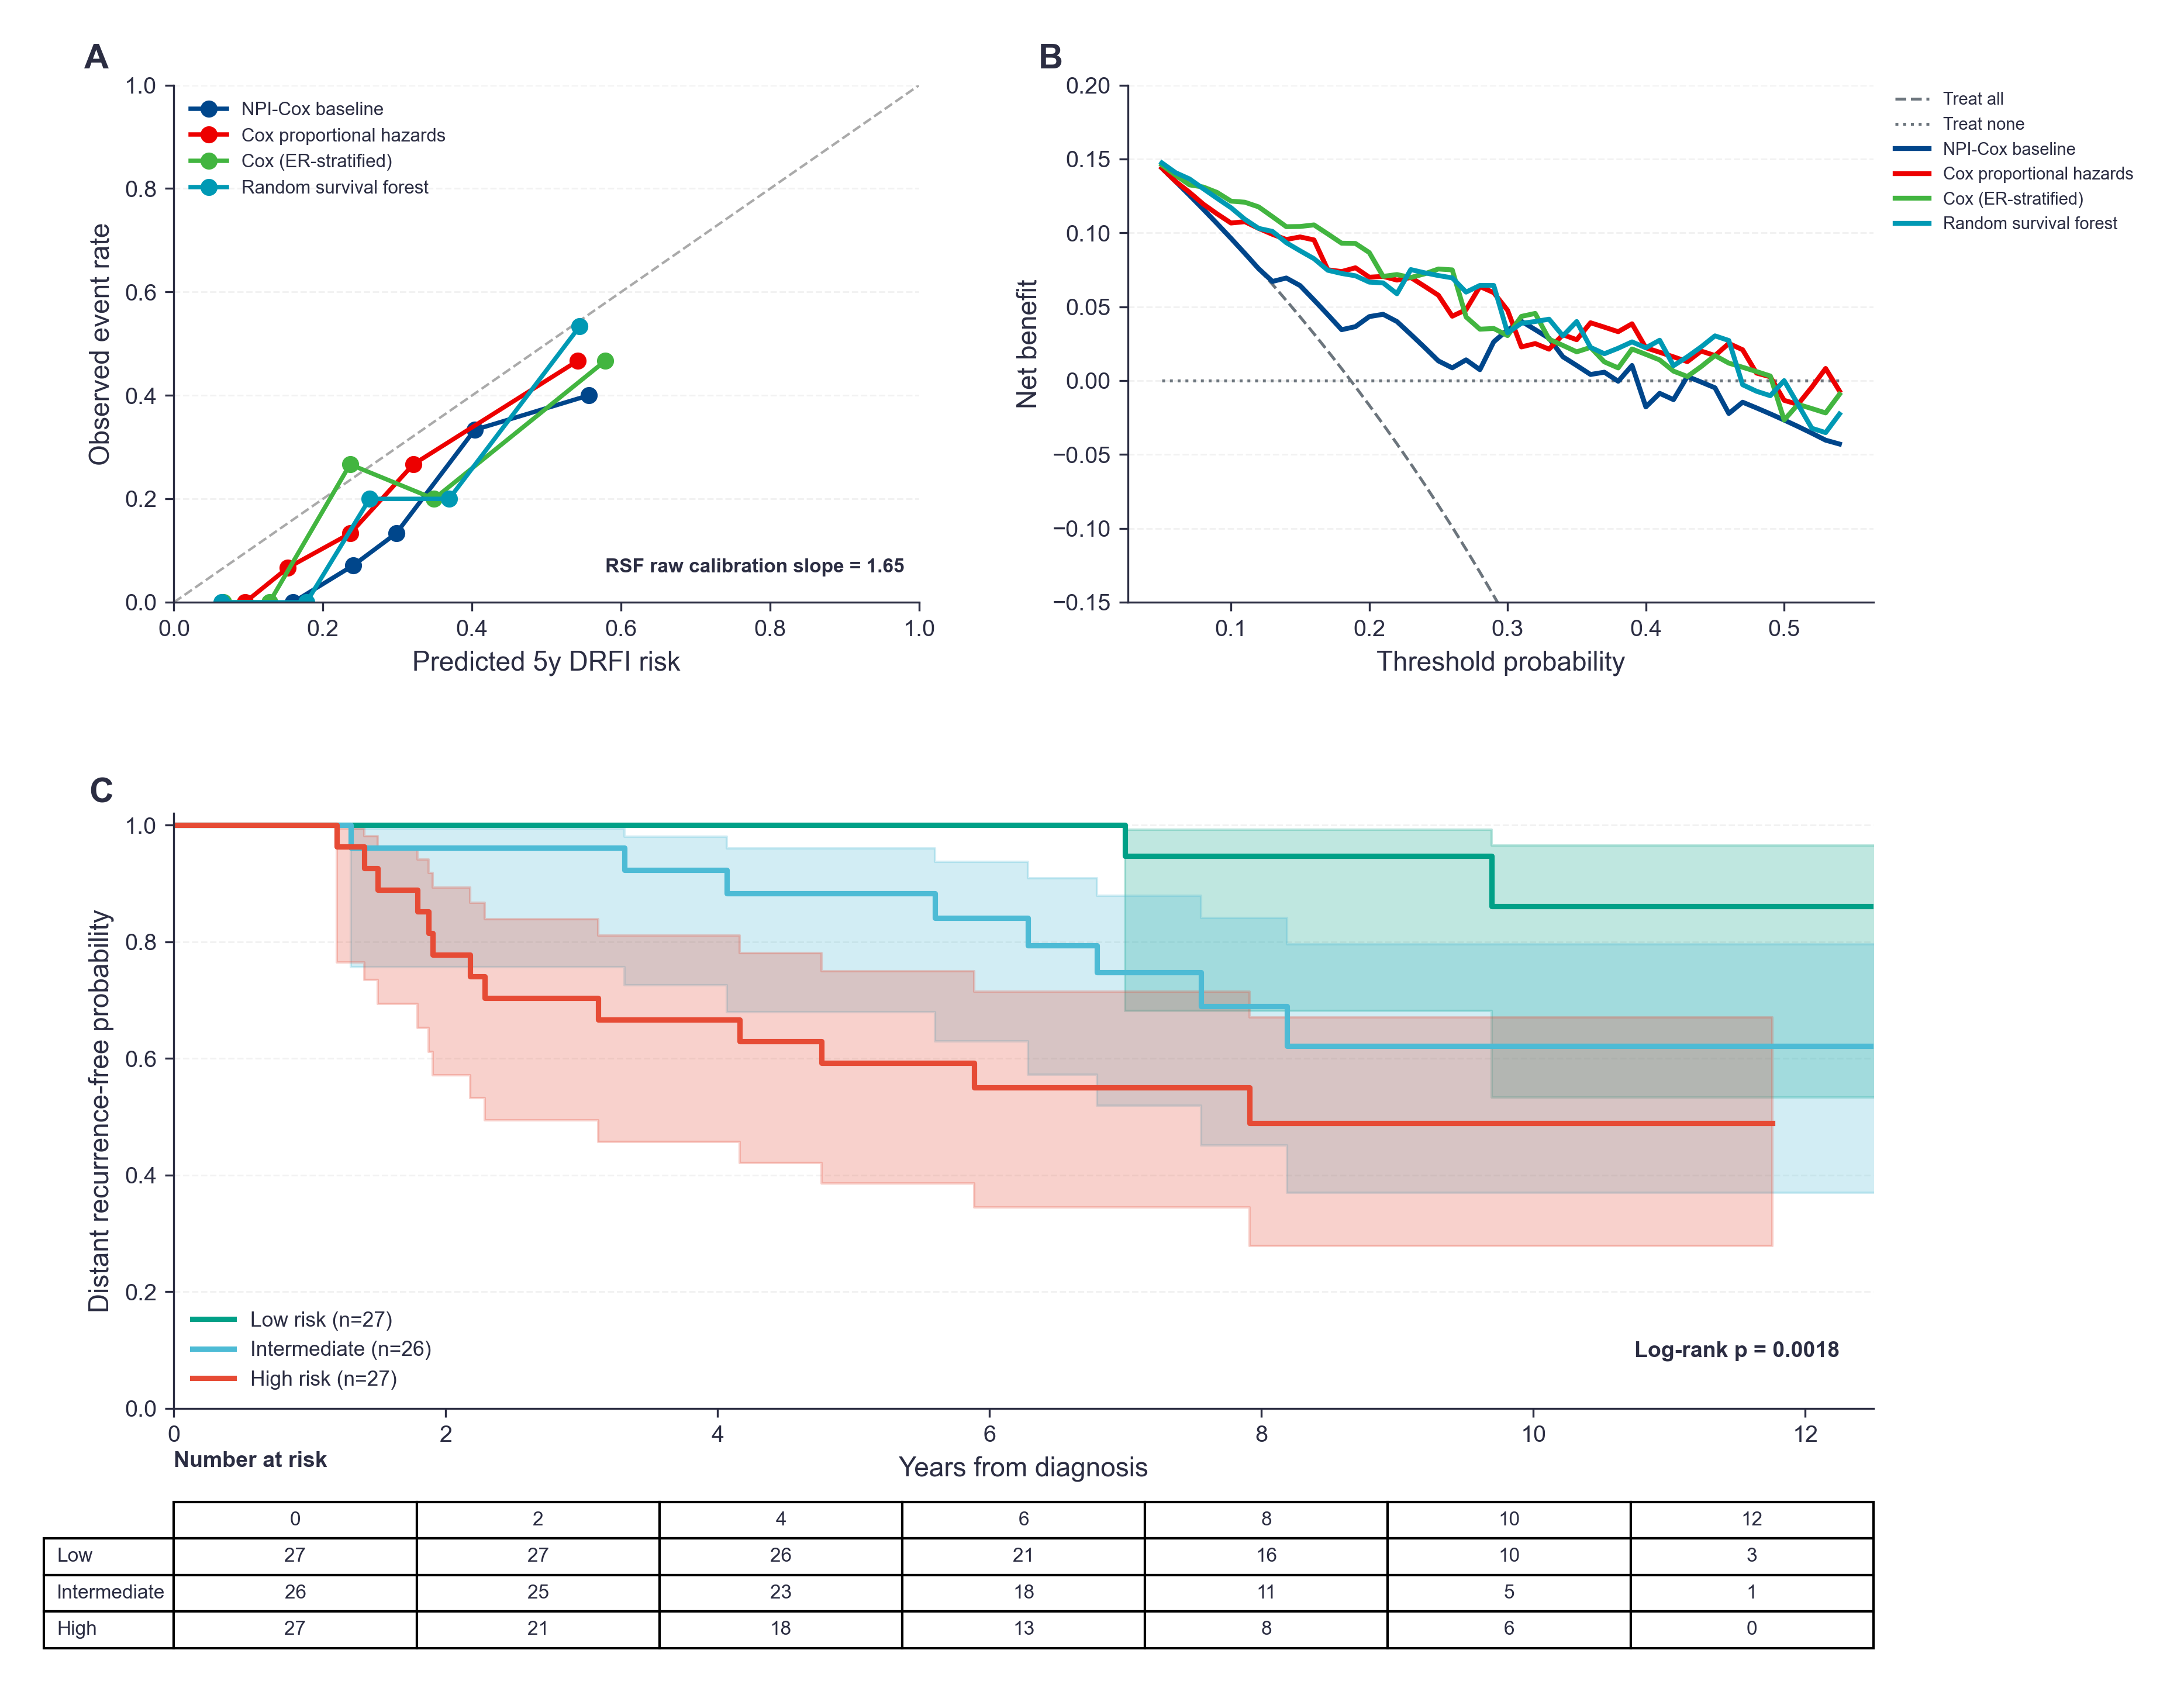 A
1.0
0.8
0.6
0.4
0.2
0.0
Observed event rate
NPI-Cox baseline
Cox proportional hazards
Cox (ER-stratified)
Random survival forest
RSF raw calibration slope = 1.65
0.0 0.2 0.4 0.6 0.8 1.0
Predicted 5y DRFI risk
B
0.20
0.15
0.10
0.05
0.00
−0.05
−0.10
−0.15
Net benefit
0.1 0.2 0.3 0.4 0.5
Threshold probability
Treat all
Treat none
NPI-Cox baseline
Cox proportional hazards
Cox (ER-stratified)
Random survival forest
C
1.0
0.8
0.6
0.4
0.2
0.0
Distant recurrence-free probability
Low risk (n=27)
Intermediate (n=26)
High risk (n=27)
Log-rank p = 0.0018
0 2 4 6 8 10 12
Years from diagnosis
Number at risk
0 2 4 6 8 10 12
Low 27 27 26 21 16 10 3
Intermediate 26 25 23 18 11 5 1
High 27 21 18 13 8 6 0